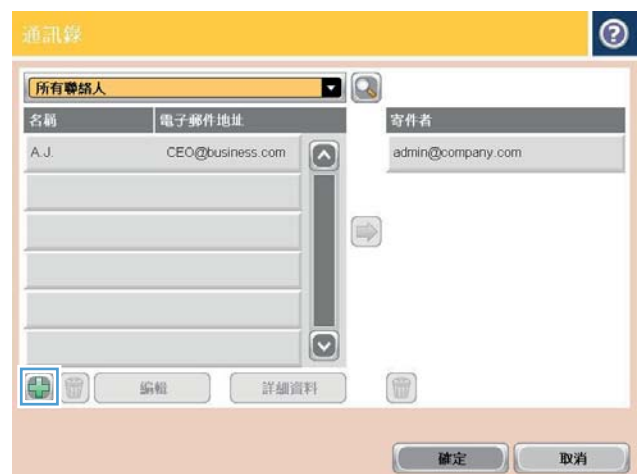 通訊錄
所有聯絡人
名稱 電子郵件地址 寄件者
A.J. CEO@business.com admin@company.com
編輯 詳細資料
確定 取消